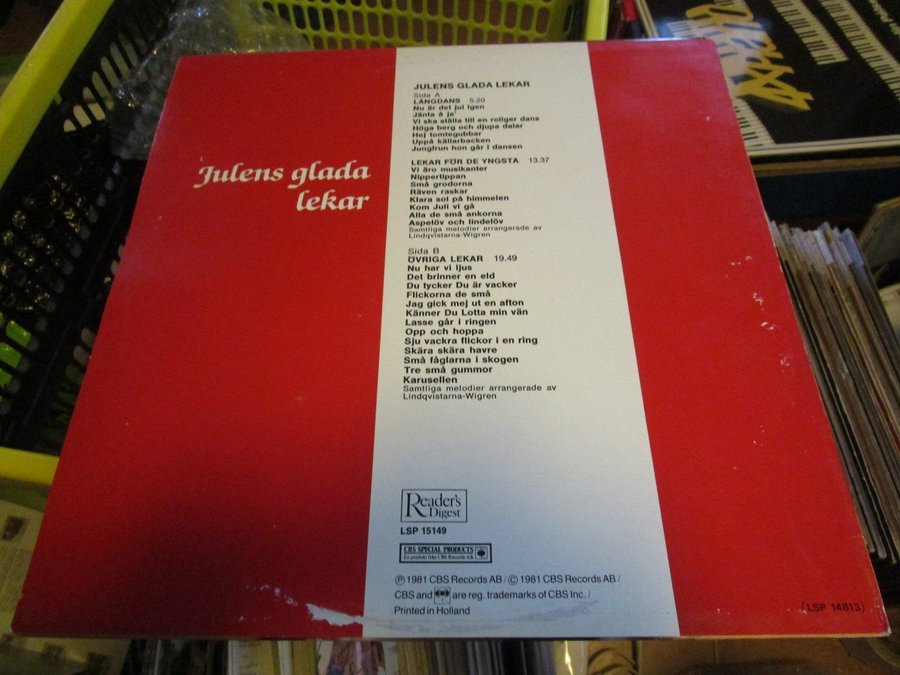 Julens glada
lekar
JULENS GLADA LEKAR
Sida A
LÅNGDANS 5.20
Nu är det jul igen
Jänta å ja'
Vi ska ställa till en roliger dans
Höga berg och djupa dalar
Hej tomtegubbar
Uppå källarbacken
Jungfrun hon går i dansen
LEKAR FÖR DE YNGSTA 13.37
Vi äro musikanter
Nippertippan
Små grodorna
Räven raskar
Klara sol på himmelen
Kom Juli vi gå
Alla de små ankorna
Aspelöv och lindelöv
Samtliga melodier arrangerade av
Lindqvistarna-Wigren
Sida B
ÖVRIGA LEKAR 19.49
Nu har vi ljus
Det brinner en eld
Du tycker Du är vacker
Flickorna de små
Jag gick mej ut en afton
Känner Du Lotta min vän
Lasse går i ringen
Opp och hoppa
Sju vackra flickor i en ring
Skära skära havre
Små fåglarna i skogen
Tre små gummor
Karusellen
Samtliga melodier arrangerade av
Lindqvistarna-Wigren
Reader's
Digest
LSP 15149
CBS SPECIAL PRODUCTS
En produkt från CBS Records AB
Ⓟ 1981 CBS Records AB / © 1981 CBS Records AB /
CBS and are reg. trademarks of CBS Inc. /
Printed in Holland
(LSP 14813)